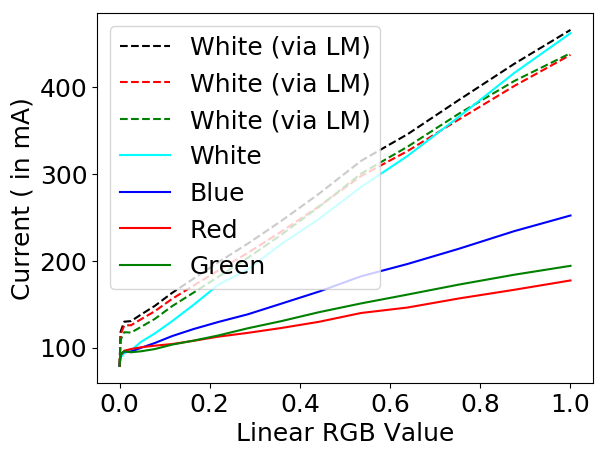 400
300
200
100
Current ( in mA)
White (via LM)
White (via LM)
White (via LM)
White
Blue
Red
Green
0.0 0.2 0.4 0.6 0.8 1.0
Linear RGB Value